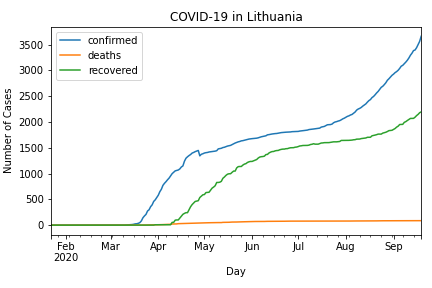 COVID-19 in Lithuania
confirmed
deaths
recovered
Number of Cases
3500
3000
2500
2000
1500
1000
500
0
Feb Mar Apr May Jun Jul Aug Sep
2020
Day